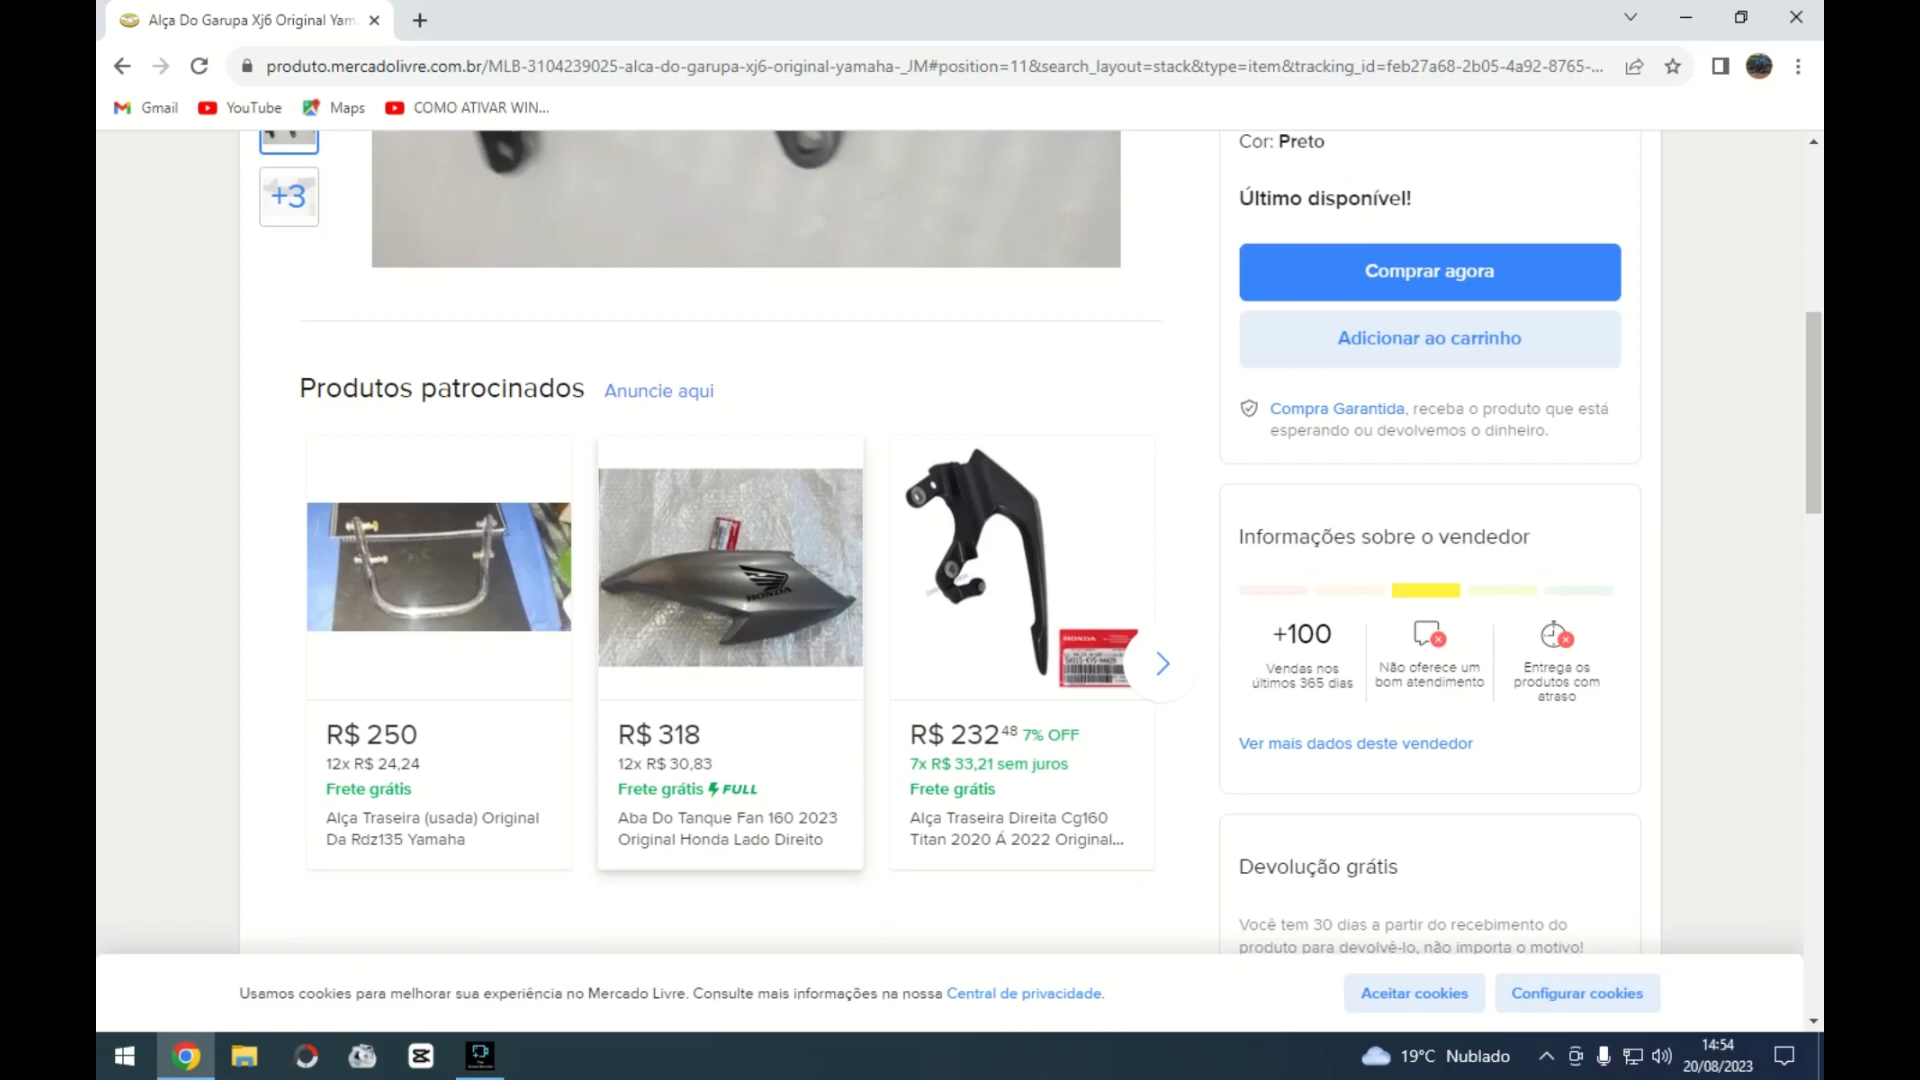 Alça Do Garupa Xj6 Original Yam
produto.mercadolivre.com.br/MLB-3104239025-alca-do-garupa-xj6-original-yamaha-_JM#position=11&search_layout=stack&type=item&tracking_id=feb27a68-2b05-4a92-8765-...
Gmail
YouTube
Maps
COMO ATIVAR WIN...
+3
Cor: Preto
Último disponível!
Comprar agora
Adicionar ao carrinho
Compra Garantida, receba o produto que está
esperando ou devolvemos o dinheiro.
Produtos patrocinados Anuncie aqui
HONDA
HONDA
R$ 250
12x R$ 24,24
Frete grátis
Alça Traseira (usada) Original
Da Rdz135 Yamaha
R$ 318
12x R$ 30,83
Frete grátis FULL
Aba Do Tanque Fan 160 2023
Original Honda Lado Direito
R$ 232 48 7% OFF
7x R$ 33,21 sem juros
Frete grátis
Alça Traseira Direita Cg160
Titan 2020 Á 2022 Original...
Informações sobre o vendedor
+100
Vendas nos
últimos 365 dias
Não oferece um
bom atendimento
Entrega os
produtos com
atraso
Ver mais dados deste vendedor
Devolução grátis
Você tem 30 dias a partir do recebimento do
produto para devolvê-lo, não importa o motivo!
Usamos cookies para melhorar sua experiência no Mercado Livre. Consulte mais informações na nossa Central de privacidade.
Aceitar cookies
Configurar cookies
19°C Nublado
14:54
20/08/2023